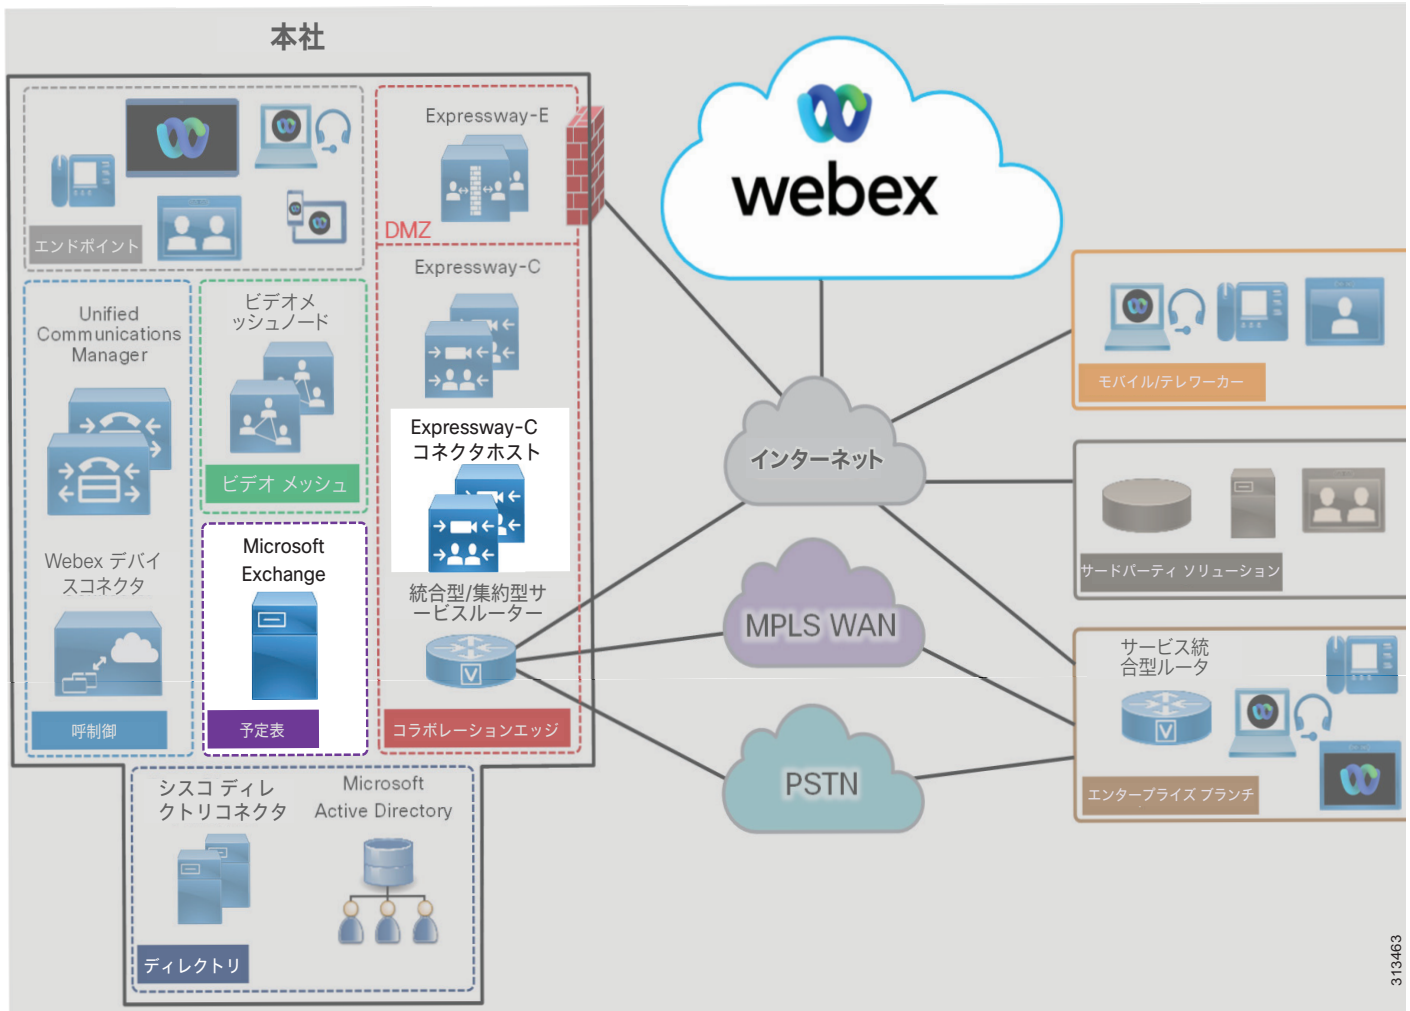 本社
エンドポイント
Expressway-E
DMZ
Expressway-C
Unified
Communications
Manager
ビデオメ
ッシュノード
ビデオ メッシュ
Expressway-C
コネクタホスト
Webex デバイ
スコネクタ
呼制御
Microsoft
Exchange
予定表
統合型/集約型サ
ービスルーター
V
コラボレーションエッジ
シスコ ディレ
クトリコネクタ
Microsoft
Active Directory
ディレクトリ
webex
インターネット
MPLS WAN
PSTN
モバイル/テレワーカー
サードパーティ ソリューション
サービス統
合型ルータ
V
エンタープライズ ブランチ
313463